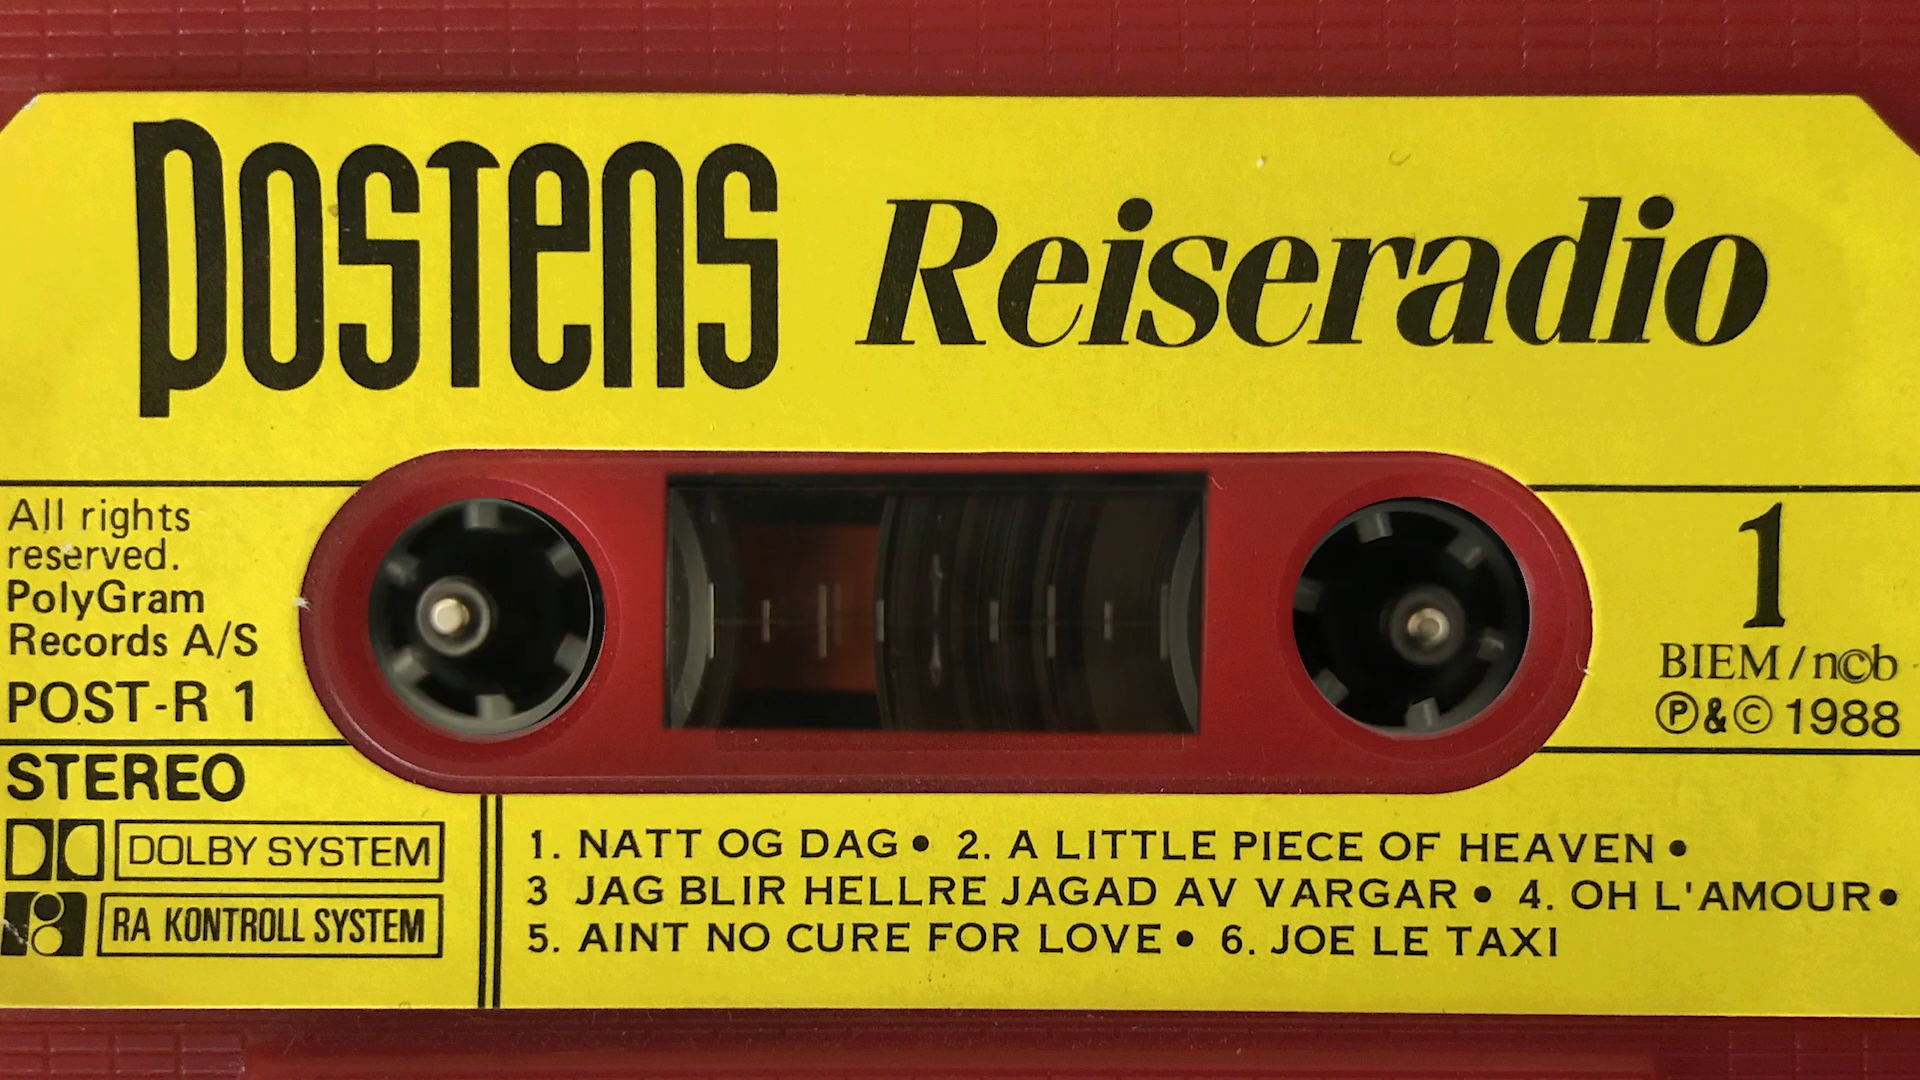 Postens Reiseradio
All rights
reserved.
PolyGram
Records A/S
POST-R 1
1
BIEM/ncb
℗&© 1988
STEREO
DOLBY SYSTEM
RA KONTROLL SYSTEM
1. NATT OG DAG • 2. A LITTLE PIECE OF HEAVEN •
3 JAG BLIR HELLRE JAGAD AV VARGAR • 4. OH L'AMOUR •
5. AINT NO CURE FOR LOVE • 6. JOE LE TAXI